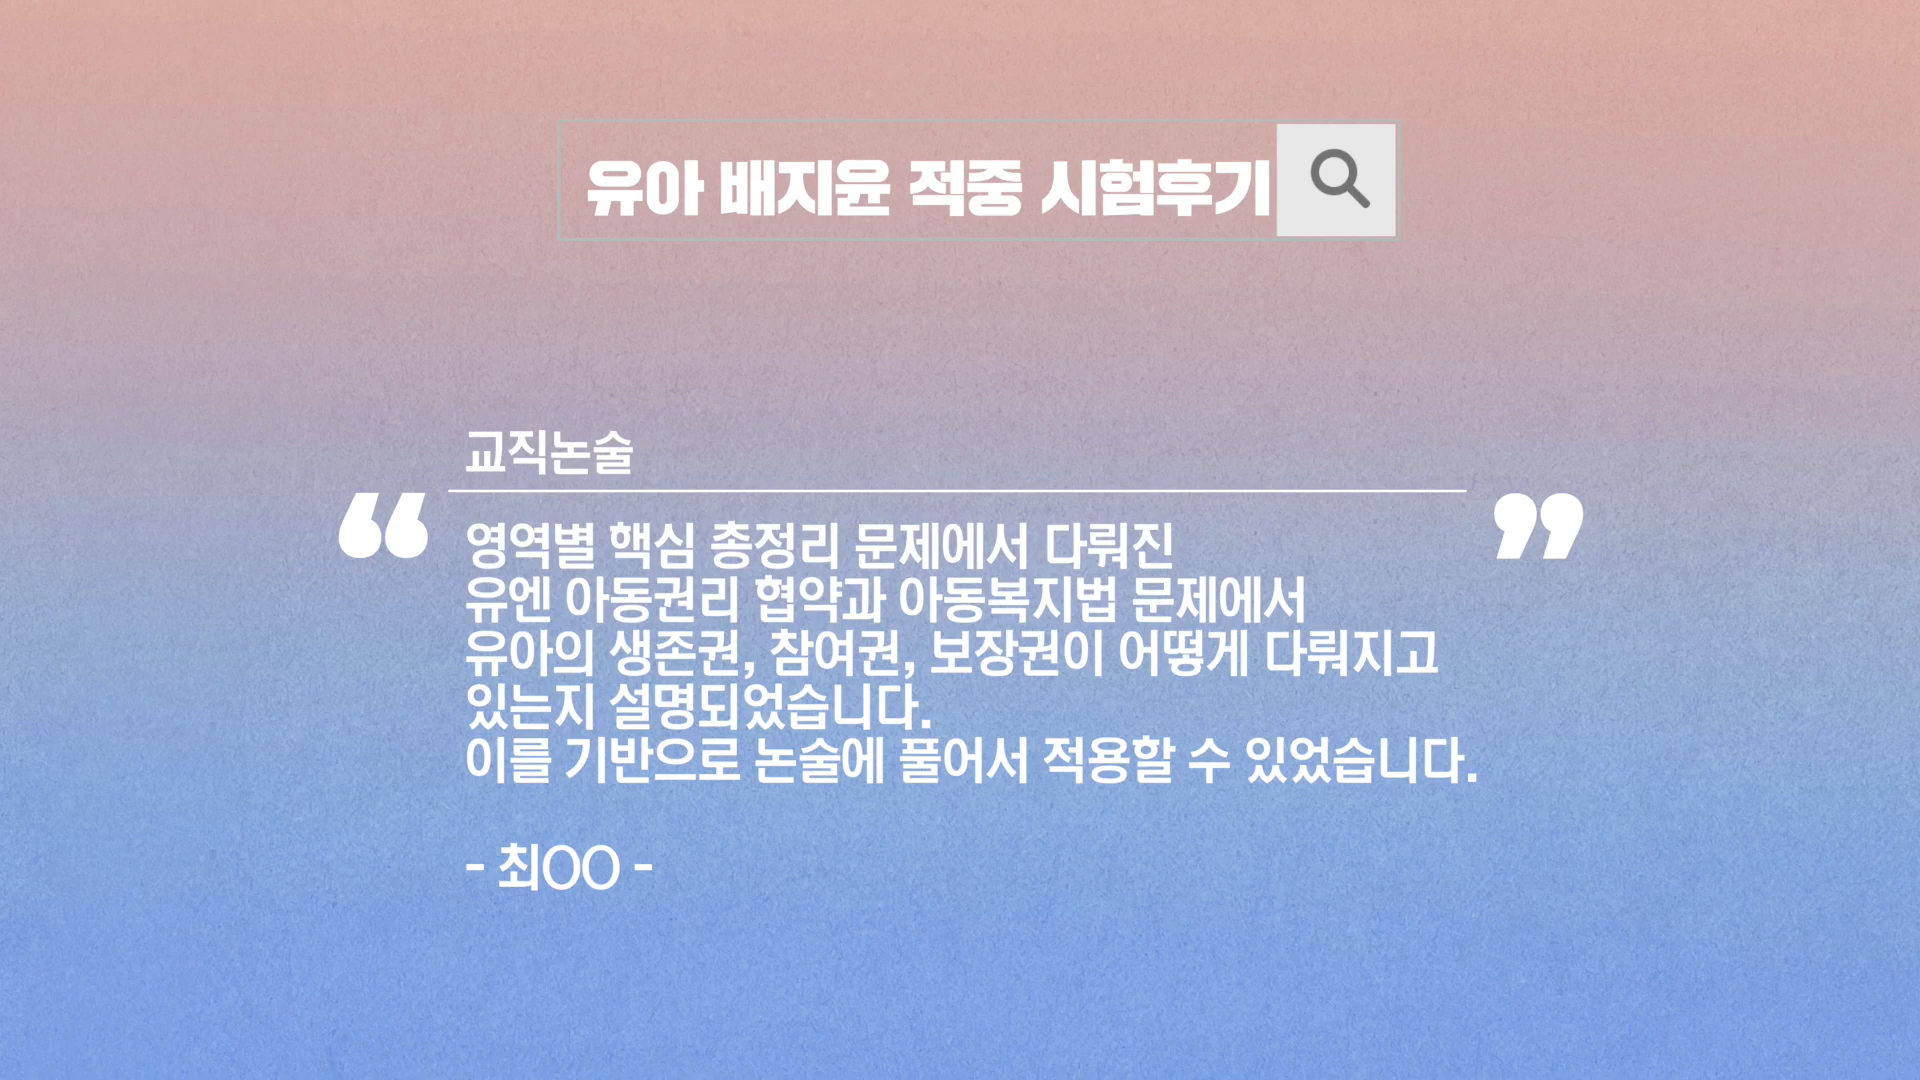 유아 배지윤 적중 시험후기
교직논술
“
”
영역별 핵심 총정리 문제에서 다뤄진
유엔 아동권리 협약과 아동복지법 문제에서
유아의 생존권, 참여권, 보장권이 어떻게 다뤄지고
있는지 설명되었습니다.
이를 기반으로 논술에 풀어서 적용할 수 있었습니다.
- 최○○ -